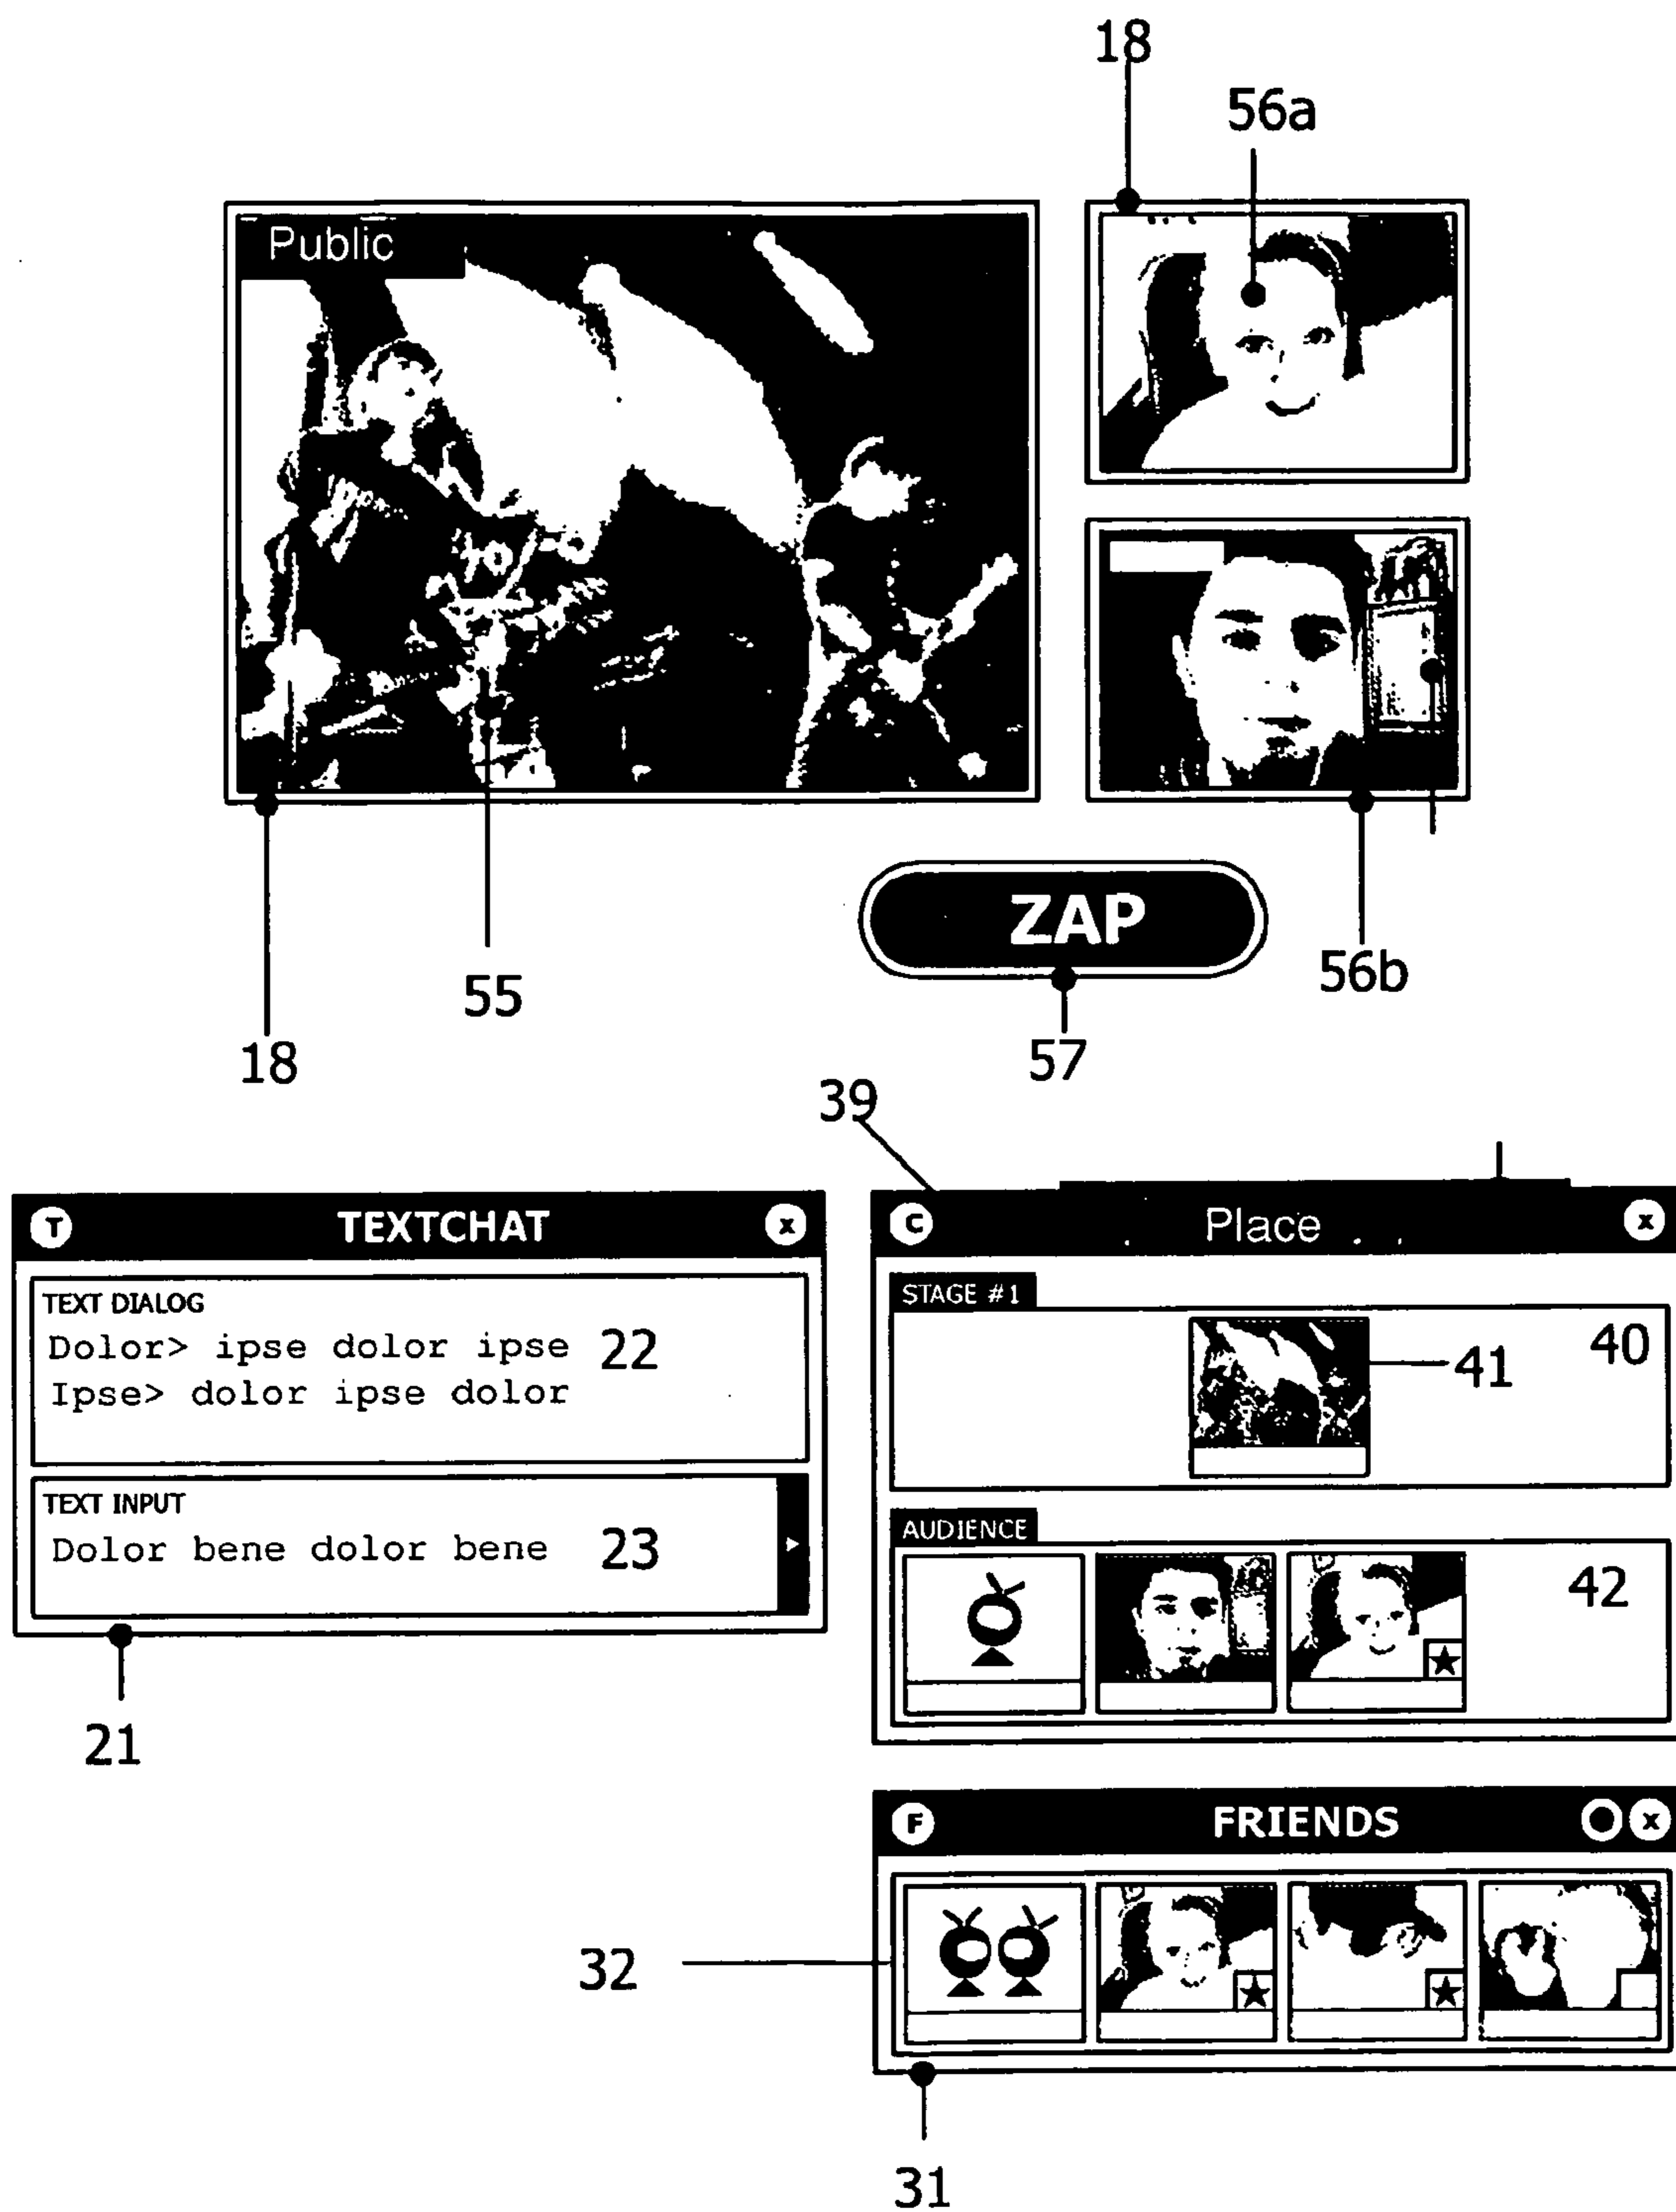 18
56a
Public
ZAP
56b
55
57
18
39
T TEXTCHAT x
C Place x
TEXT DIALOG
Dolor> ipse dolor ipse 22
Ipse> dolor ipse dolor
TEXT INPUT
Dolor bene dolor bene 23
21
STAGE #1
40
41
AUDIENCE
42
F FRIENDS x
32
31